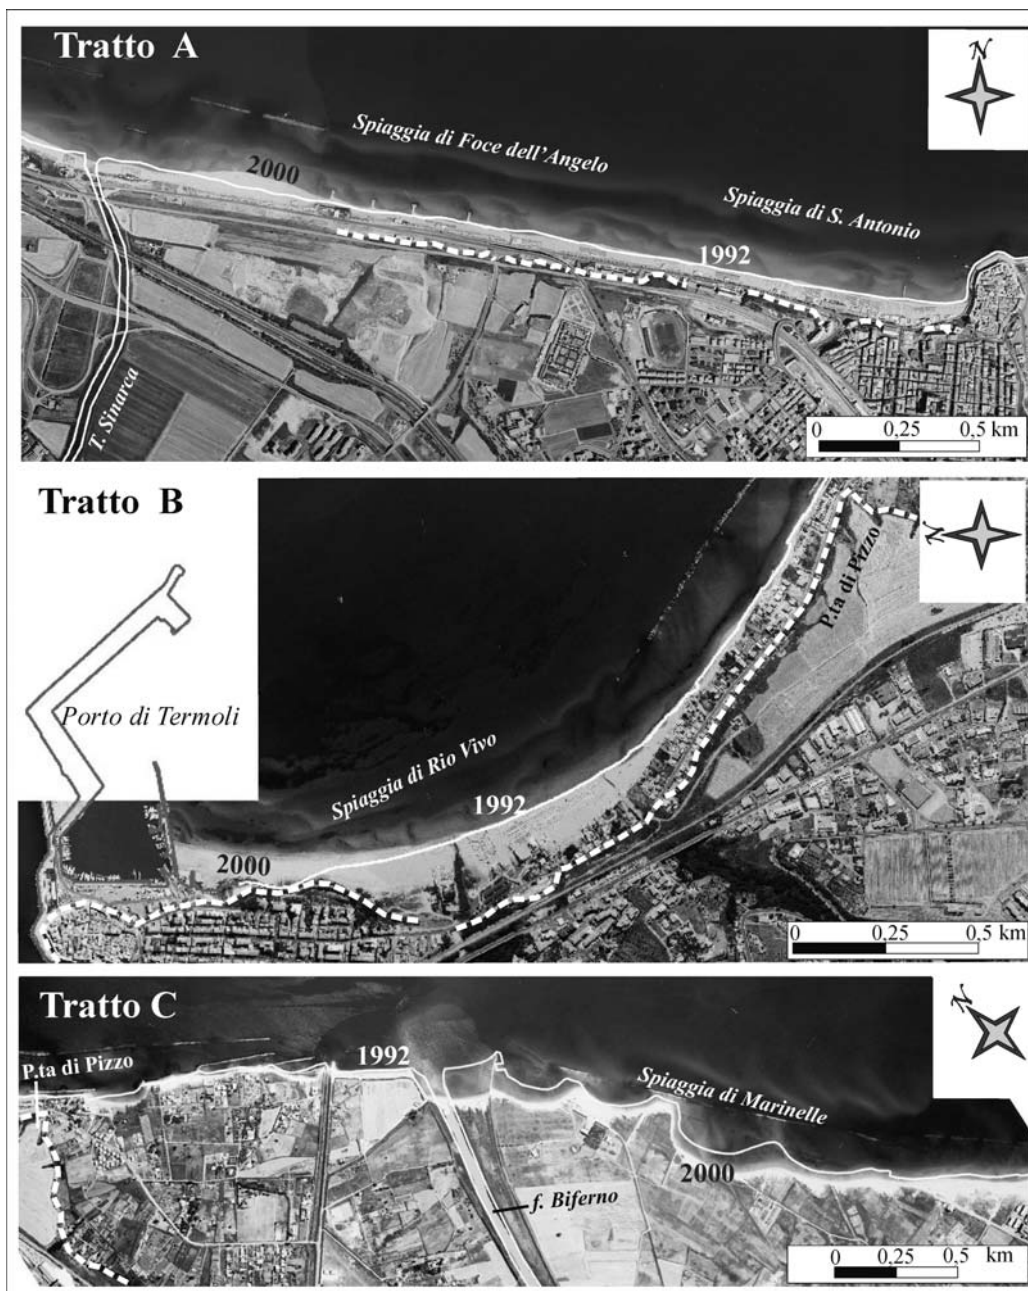 Tratto A
N
Spiaggia di Foce dell'Angelo
2000
Spiaggia di S. Antonio
1992
T. Sinarca
0 0,25 0,5 km
Tratto B
N
P.ta di Pizzo
Porto di Termoli
Spiaggia di Rio Vivo
1992
2000
0 0,25 0,5 km
Tratto C
N
1992
P.ta di Pizzo
Spiaggia di Marinelle
2000
f. Biferno
0 0,25 0,5 km